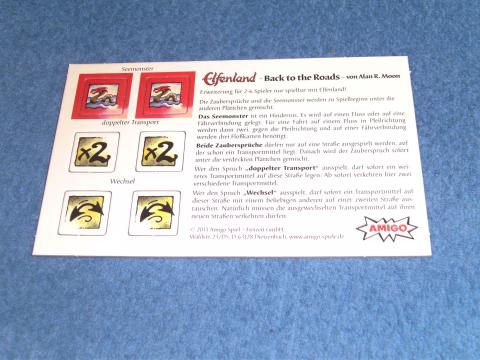 Seemonster
doppelter Transport
x2
x2
Wechsel
Elfenland - Back to the Roads - von Alan R. Moon
Erweiterung für 2-6 Spieler nur spielbar mit Elfenland!
Die Zaubersprüche und die Seemonster werden zu Spielbeginn unter die
anderen Plättchen gemischt.
Das Seemonster ist ein Hindernis. Es wird auf einen Fluss oder auf eine
Fährverbindung gelegt. Für eine Fahrt auf einem Fluss in Pfeilrichtung
werden dann zwei, gegen die Pfeilrichtung und auf einer Fährverbindung
werden drei Floßkarten benötigt.
Beide Zaubersprüche dürfen nur auf eine Straße ausgespielt werden, auf
der schon ein Transportmittel liegt. Danach wird der Zauberspruch sofort
unter die verdeckten Plättchen gemischt.
Wer den Spruch „doppelter Transport" ausspielt, darf sofort ein wei-
teres Transportmittel auf diese Straße legen. Ab sofort verkehren hier zwei
verschiedene Transportmittel.
Wer den Spruch „Wechsel" ausspielt, darf sofort ein Transportmittel auf
dieser Straße mit einem beliebigen anderen auf einer zweiten Straße aus-
tauschen. Natürlich müssen die ausgewechselten Transportmittel auf ihren
neuen Straßen verkehren dürfen.
© 2011 Amigo Spiel + Freizeit GmbH,
Waldstr. 23/D5, D-63128 Dietzenbach, www.amigo-spiele.de
AMIGO